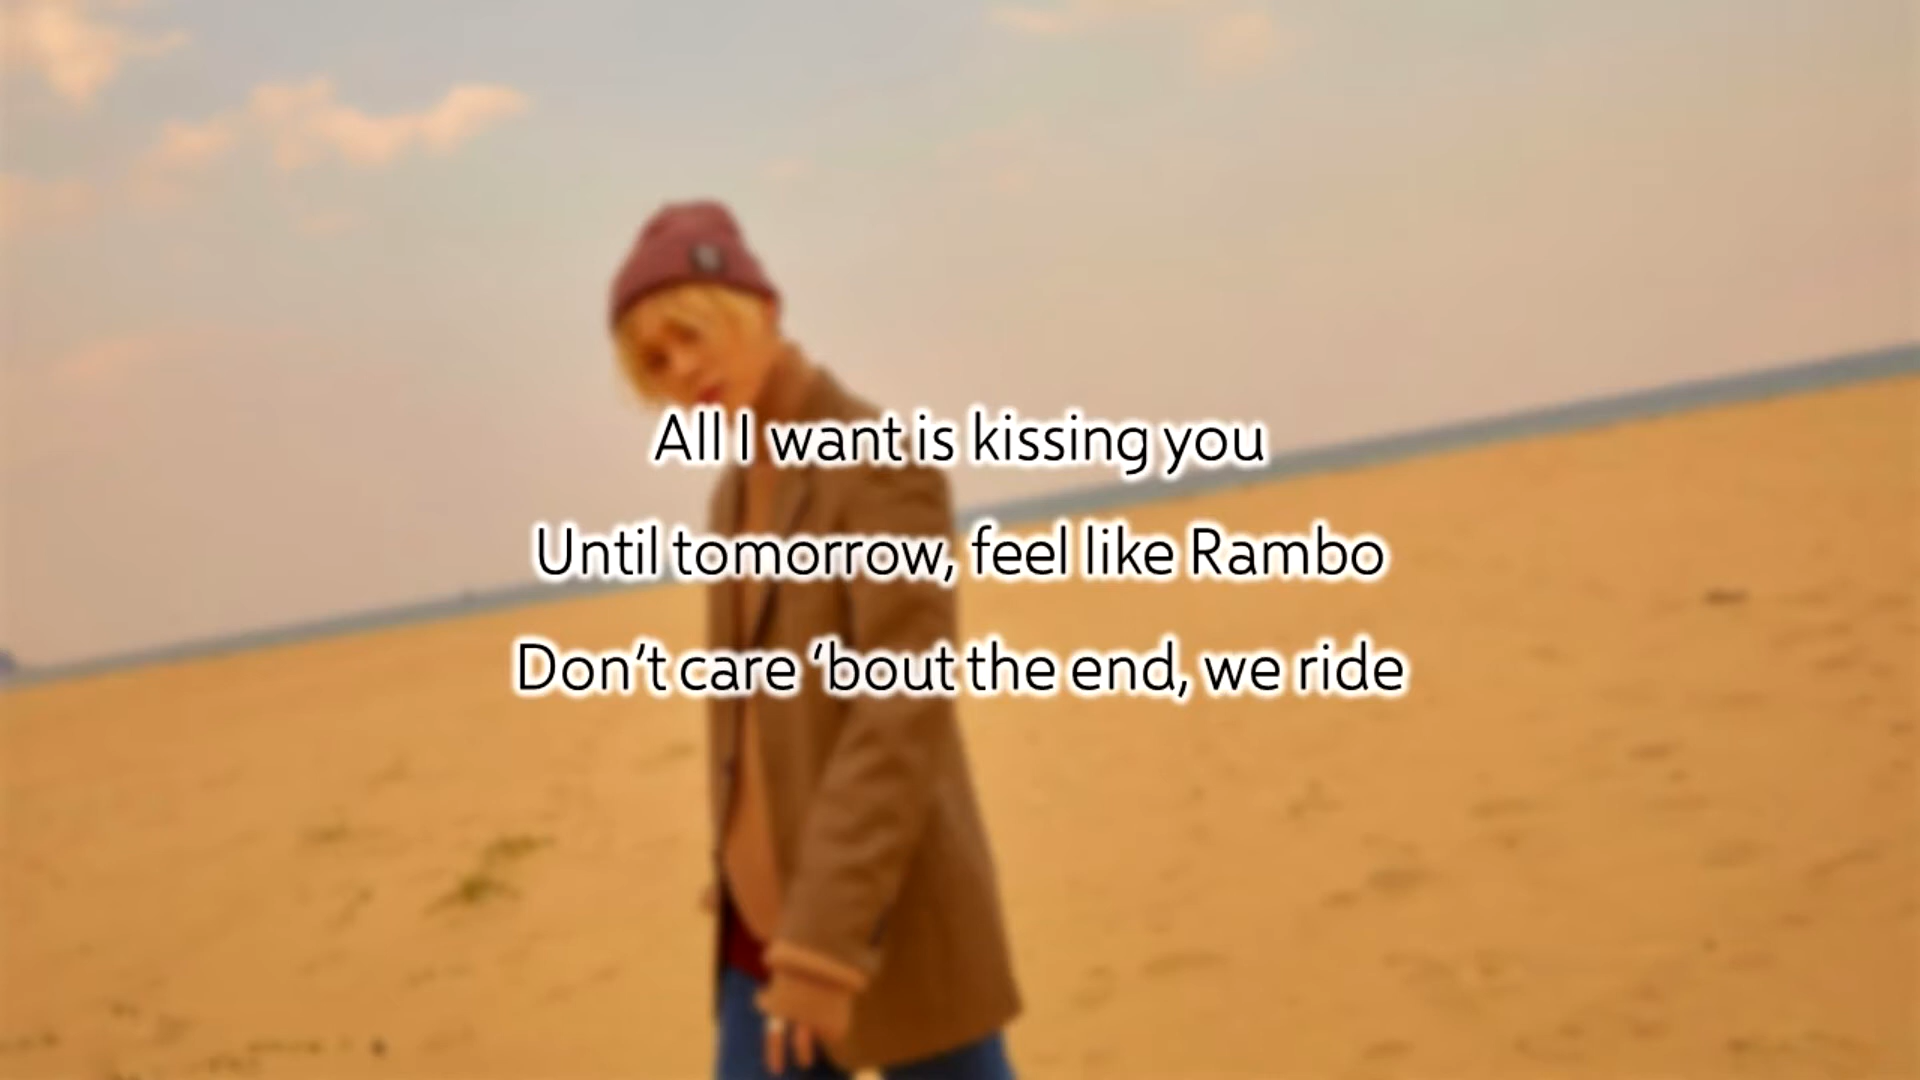 All I want is kissing you
Until tomorrow, feel like Rambo
Don’t care ‘bout the end, we ride